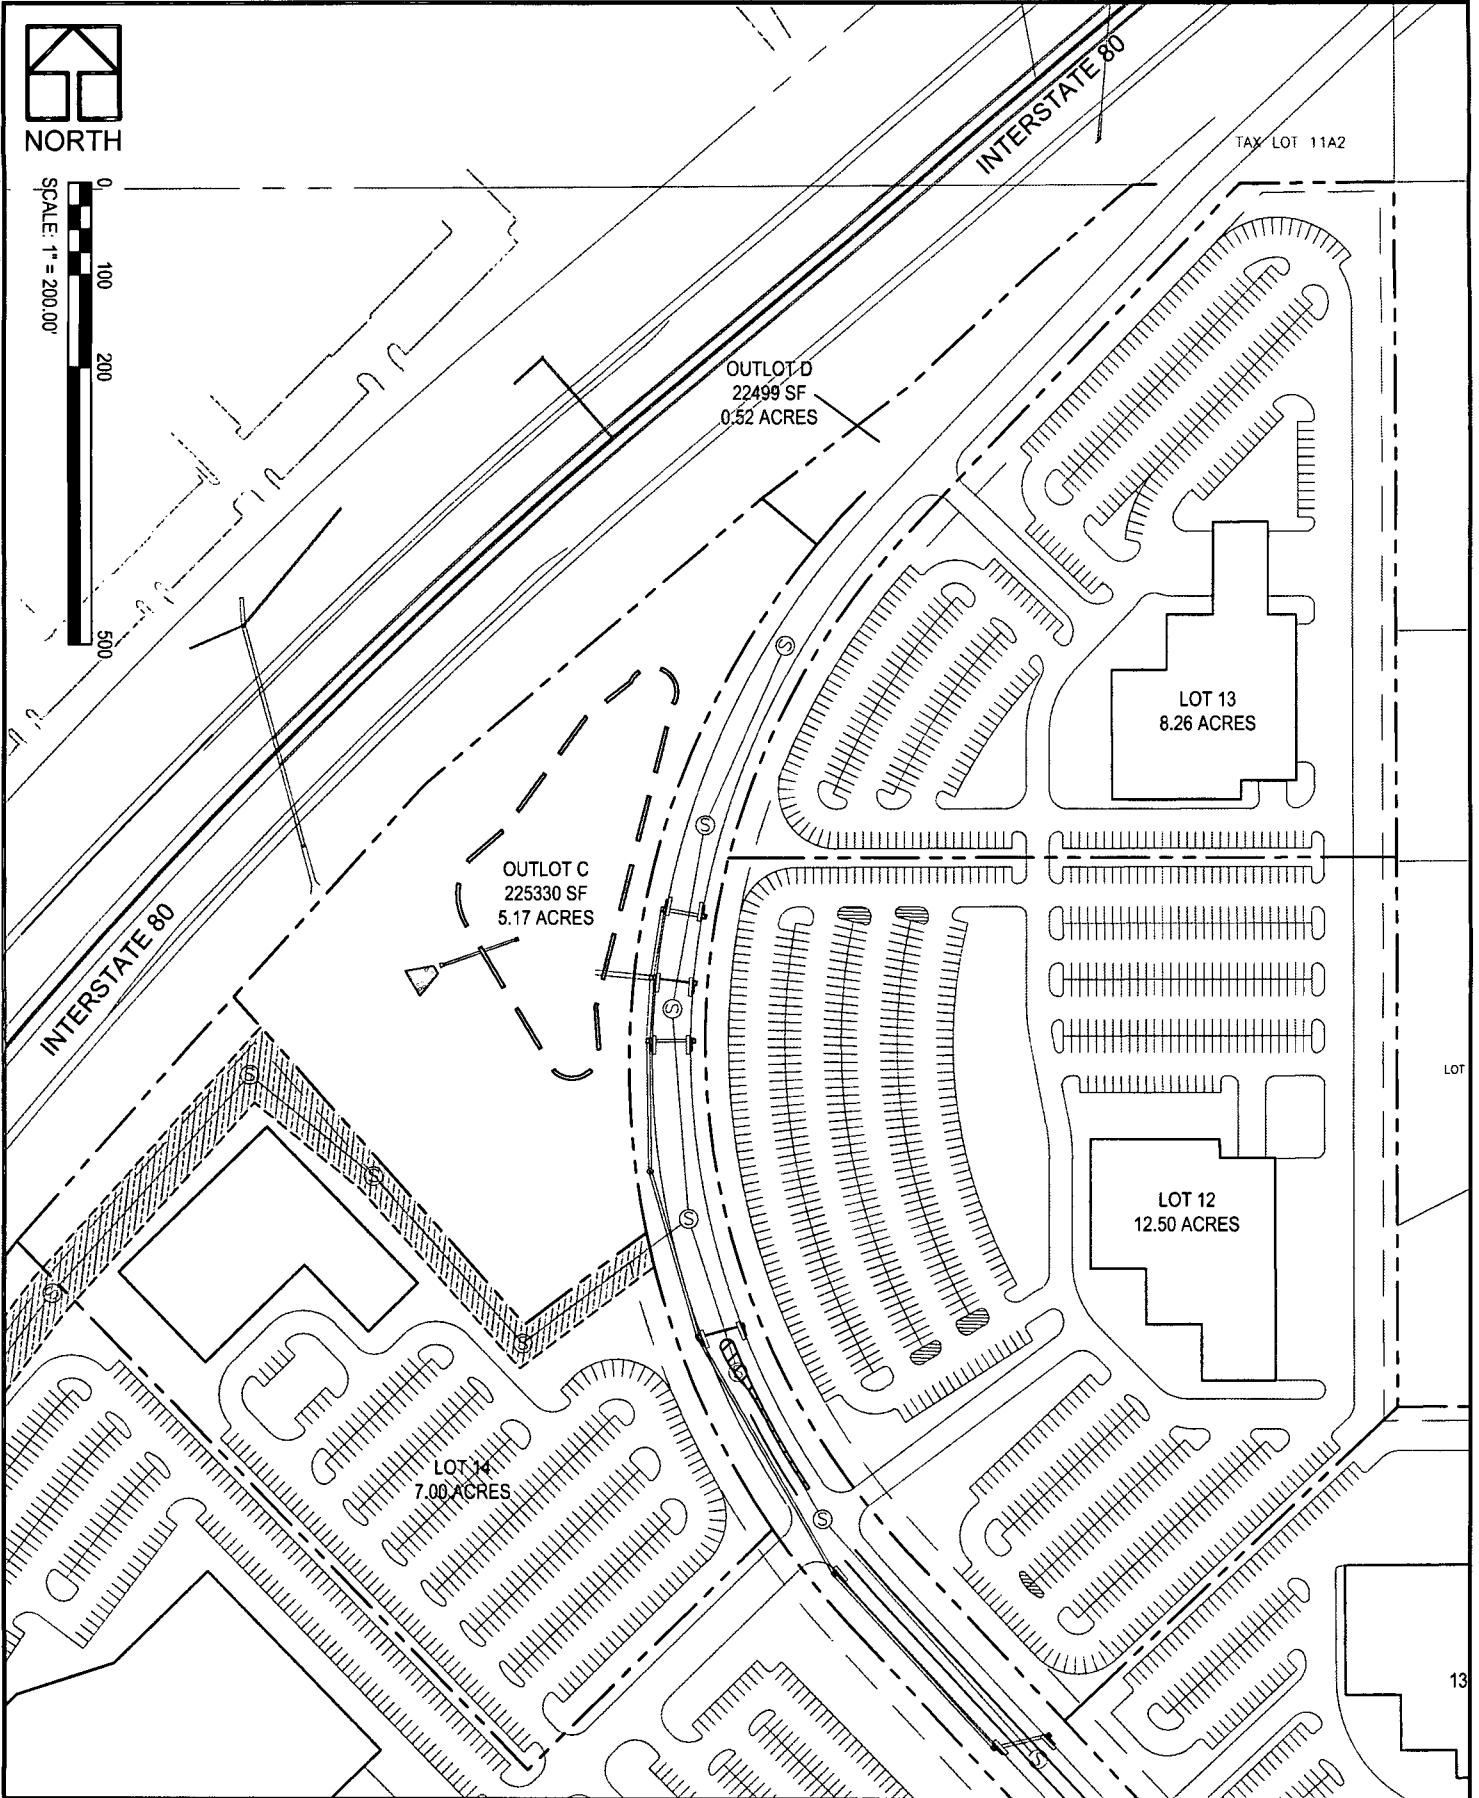 NORTH
SCALE: 1" = 200.00'
0
100
200
500
INTERSTATE 80
TAX LOT 11A2
OUTLOT D
22499 SF
0.52 ACRES
LOT 13
8.26 ACRES
OUTLOT C
225330 SF
5.17 ACRES
INTERSTATE 80
LOT
LOT 12
12.50 ACRES
LOT 14
7.00 ACRES
13
S
S
S
S
S
S
S
S
S
S
S